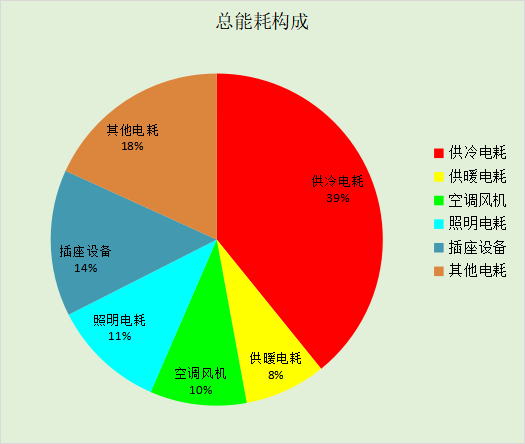 总能耗构成
供冷电耗
39%
供暖电耗
8%
空调风机
10%
照明电耗
11%
插座设备
14%
其他电耗
18%
供冷电耗
供暖电耗
空调风机
照明电耗
插座设备
其他电耗